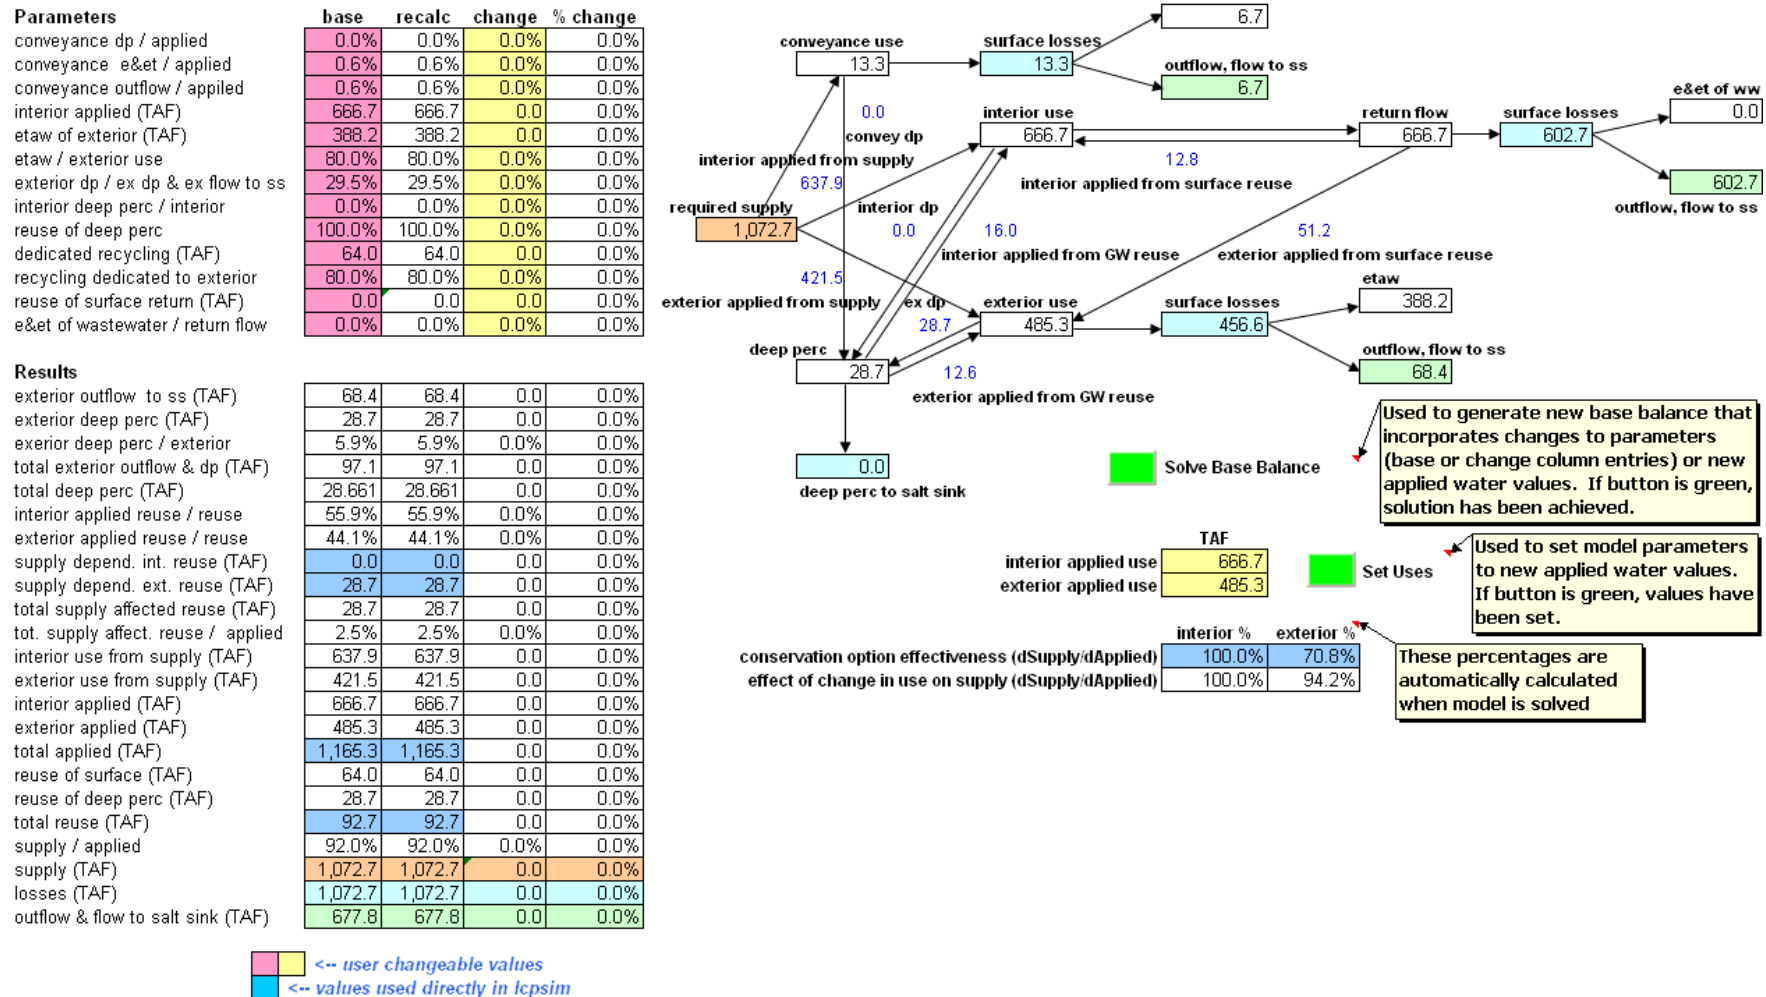 Parameters base recalc change % change
conveyance dp / applied 0.0% 0.0% 0.0% 0.0%
conveyance e&et / applied 0.6% 0.6% 0.0% 0.0%
conveyance outflow / appiled 0.6% 0.6% 0.0% 0.0%
interior applied (TAF) 666.7 666.7 0.0 0.0%
etaw of exterior (TAF) 388.2 388.2 0.0 0.0%
etaw / exterior use 80.0% 80.0% 0.0% 0.0%
exterior dp / ex dp & ex flow to ss 29.5% 29.5% 0.0% 0.0%
interior deep perc / interior 0.0% 0.0% 0.0% 0.0%
reuse of deep perc 100.0% 100.0% 0.0% 0.0%
dedicated recycling (TAF) 64.0 64.0 0.0 0.0%
recycling dedicated to exterior 80.0% 80.0% 0.0% 0.0%
reuse of surface return (TAF) 0.0 0.0 0.0 0.0%
e&et of wastewater / return flow 0.0% 0.0% 0.0% 0.0%
Results
exterior outflow to ss (TAF) 68.4 68.4 0.0 0.0%
exterior deep perc (TAF) 28.7 28.7 0.0 0.0%
exerior deep perc / exterior 5.9% 5.9% 0.0% 0.0%
total exterior outflow & dp (TAF) 97.1 97.1 0.0 0.0%
total deep perc (TAF) 28.661 28.661 0.0 0.0%
interior applied reuse / reuse 55.9% 55.9% 0.0% 0.0%
exterior applied reuse / reuse 44.1% 44.1% 0.0% 0.0%
supply depend. int. reuse (TAF) 0.0 0.0 0.0 0.0%
supply depend. ext. reuse (TAF) 28.7 28.7 0.0 0.0%
total supply affected reuse (TAF) 28.7 28.7 0.0 0.0%
tot. supply affect. reuse / applied 2.5% 2.5% 0.0% 0.0%
interior use from supply (TAF) 637.9 637.9 0.0 0.0%
exterior use from supply (TAF) 421.5 421.5 0.0 0.0%
interior applied (TAF) 666.7 666.7 0.0 0.0%
exterior applied (TAF) 485.3 485.3 0.0 0.0%
total applied (TAF) 1,165.3 1,165.3 0.0 0.0%
reuse of surface (TAF) 64.0 64.0 0.0 0.0%
reuse of deep perc (TAF) 28.7 28.7 0.0 0.0%
total reuse (TAF) 92.7 92.7 0.0 0.0%
supply / applied 92.0% 92.0% 0.0% 0.0%
supply (TAF) 1,072.7 1,072.7 0.0 0.0%
losses (TAF) 1,072.7 1,072.7 0.0 0.0%
outflow & flow to salt sink (TAF) 677.8 677.8 0.0 0.0%
<-- user changeable values
<-- values used directly in lcpsim
6.7
conveyance use surface losses
13.3 13.3
outflow, flow to ss
6.7
e&et of ww
0.0
0.0 interior use return flow surface losses
666.7 666.7 602.7
convey dp
interior applied from supply 12.8
637.9 interior applied from surface reuse 602.7
required supply interior dp outflow, flow to ss
1,072.7 0.0 16.0 51.2
interior applied from GW reuse exterior applied from surface reuse
421.5 etaw
exterior applied from supply ex dp exterior use surface losses 388.2
28.7 485.3 456.6
deep perc outflow, flow to ss
28.7 12.6 68.4
exterior applied from GW reuse
0.0
deep perc to salt sink
Solve Base Balance
Used to generate new base balance that
incorporates changes to parameters
(base or change column entries) or new
applied water values. If button is green,
solution has been achieved.
TAF
interior applied use 666.7
exterior applied use 485.3
Set Uses
Used to set model parameters
to new applied water values.
If button is green, values have
been set.
interior % exterior %
conservation option effectiveness (dSupply/dApplied) 100.0% 70.8%
effect of change in use on supply (dSupply/dApplied) 100.0% 94.2%
These percentages are
automatically calculated
when model is solved